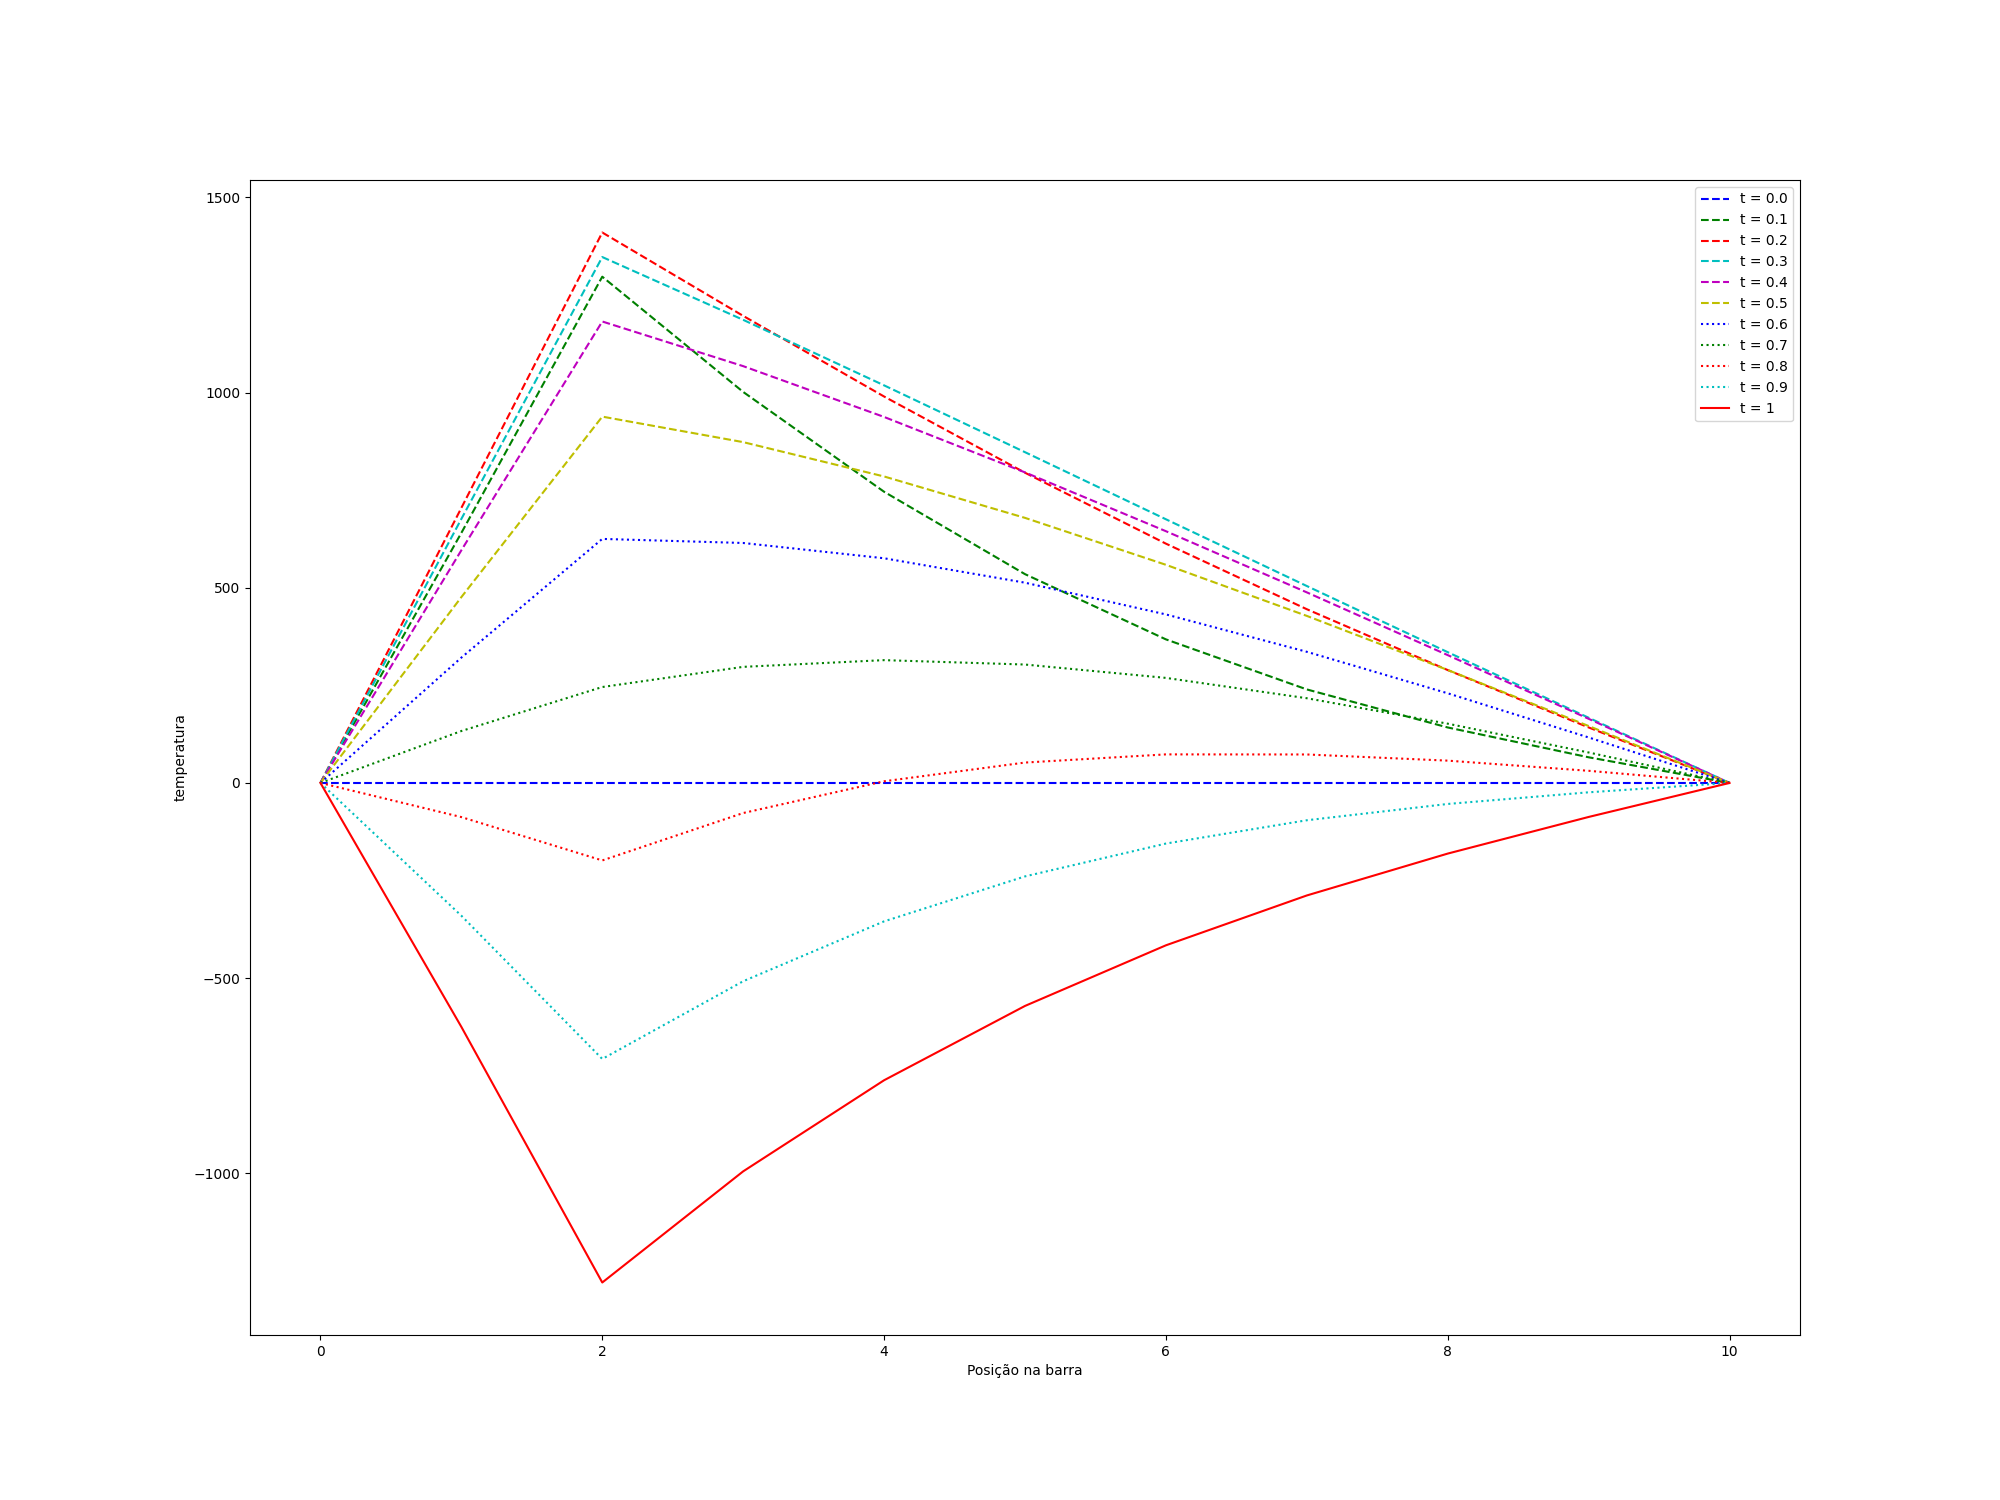 1500
1000
500
0
−500
−1000
temperatura
0 2 4 6 8 10
Posição na barra
t = 0.0
t = 0.1
t = 0.2
t = 0.3
t = 0.4
t = 0.5
t = 0.6
t = 0.7
t = 0.8
t = 0.9
t = 1